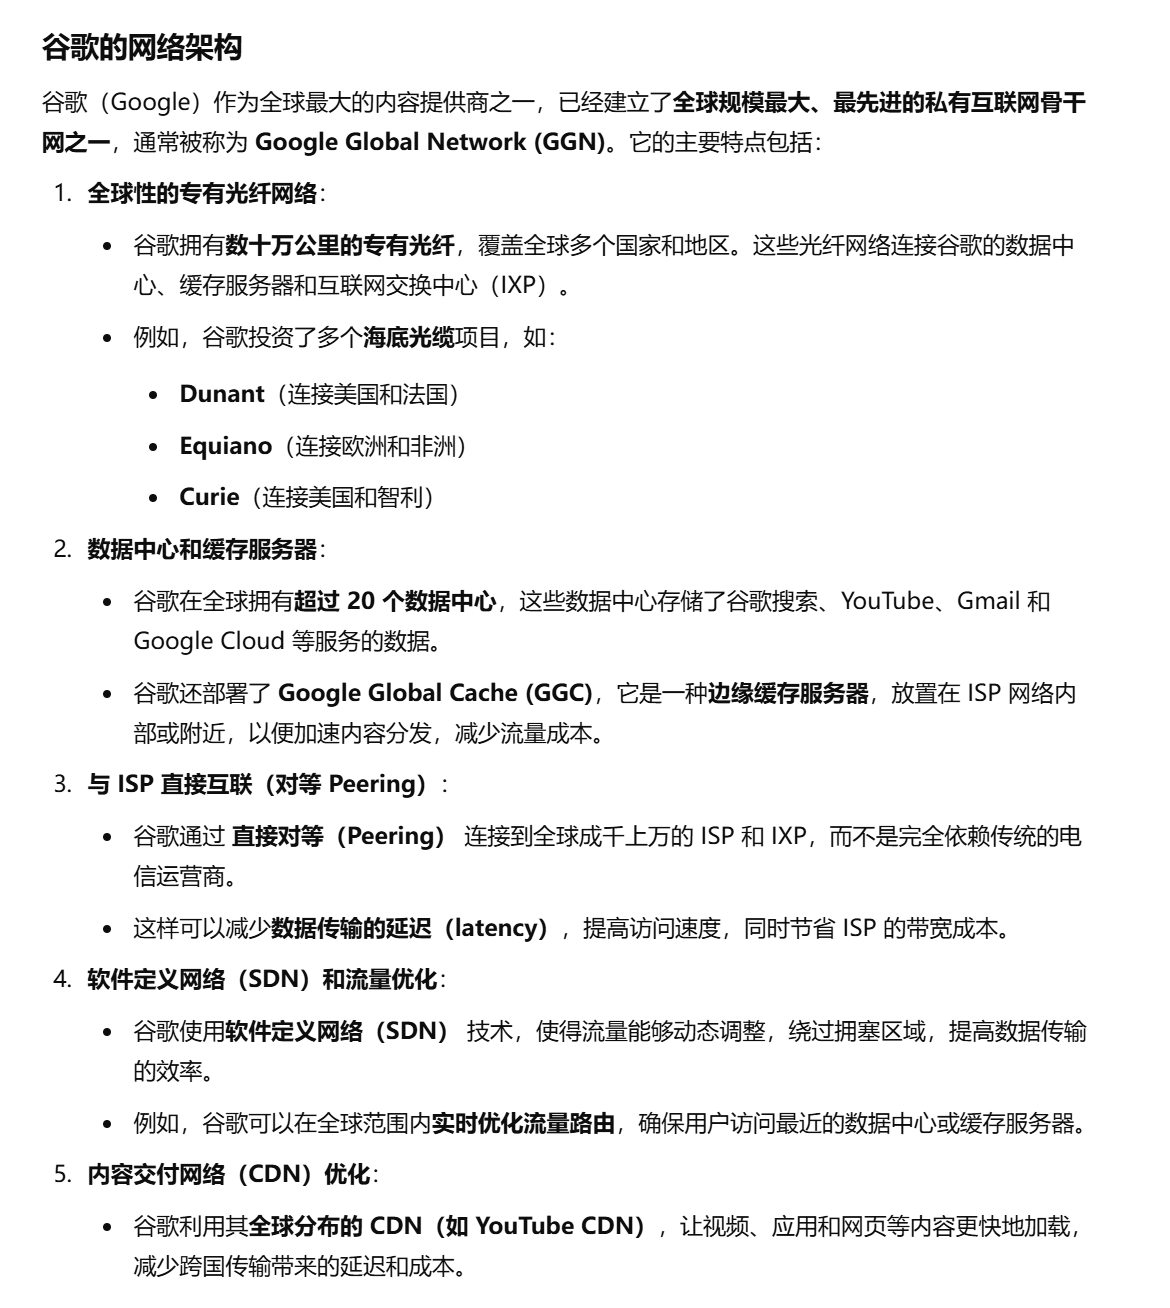 谷歌的网络架构
谷歌（Google）作为全球最大的内容提供商之一，已经建立了全球规模最大、最先进的私有互联网骨干
网之一，通常被称为 Google Global Network (GGN)。它的主要特点包括：
1. 全球性的专有光纤网络：
• 谷歌拥有数十万公里的专有光纤，覆盖全球多个国家和地区。这些光纤网络连接谷歌的数据中
心、缓存服务器和互联网交换中心（IXP）。
• 例如，谷歌投资了多个海底光缆项目，如：
• Dunant（连接美国和法国）
• Equiano（连接欧洲和非洲）
• Curie（连接美国和智利）
2. 数据中心和缓存服务器：
• 谷歌在全球拥有超过 20 个数据中心，这些数据中心存储了谷歌搜索、YouTube、Gmail 和
Google Cloud 等服务的数据。
• 谷歌还部署了 Google Global Cache (GGC)，它是一种边缘缓存服务器，放置在 ISP 网络内
部或附近，以便加速内容分发，减少流量成本。
3. 与 ISP 直接互联（对等 Peering）：
• 谷歌通过 直接对等（Peering） 连接到全球成千上万的 ISP 和 IXP，而不是完全依赖传统的电
信运营商。
• 这样可以减少数据传输的延迟（latency），提高访问速度，同时节省 ISP 的带宽成本。
4. 软件定义网络（SDN）和流量优化：
• 谷歌使用软件定义网络（SDN） 技术，使得流量能够动态调整，绕过拥塞区域，提高数据传输
的效率。
• 例如，谷歌可以在全球范围内实时优化流量路由，确保用户访问最近的数据中心或缓存服务器。
5. 内容交付网络（CDN）优化：
• 谷歌利用其全球分布的 CDN（如 YouTube CDN），让视频、应用和网页等内容更快地加载，
减少跨国传输带来的延迟和成本。